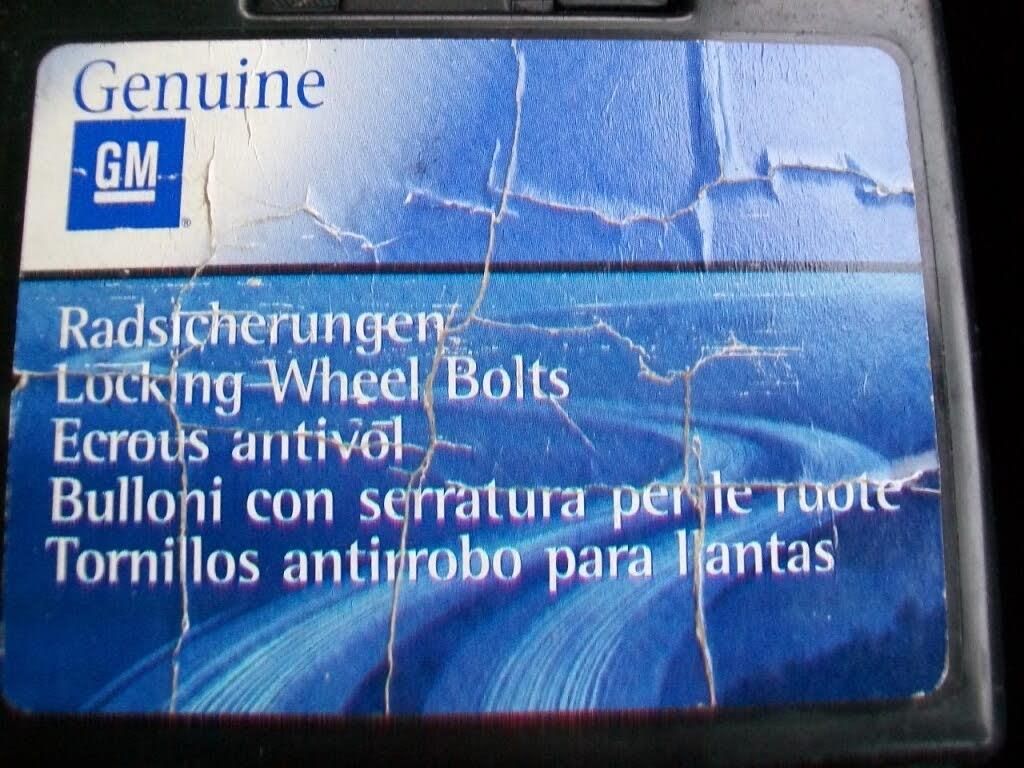 Genuine
GM
®
Radsicherungen
Locking Wheel Bolts
Ecrous antivol
Bulloni con serratura per le ruote
Tornillos antirrobo para llantas